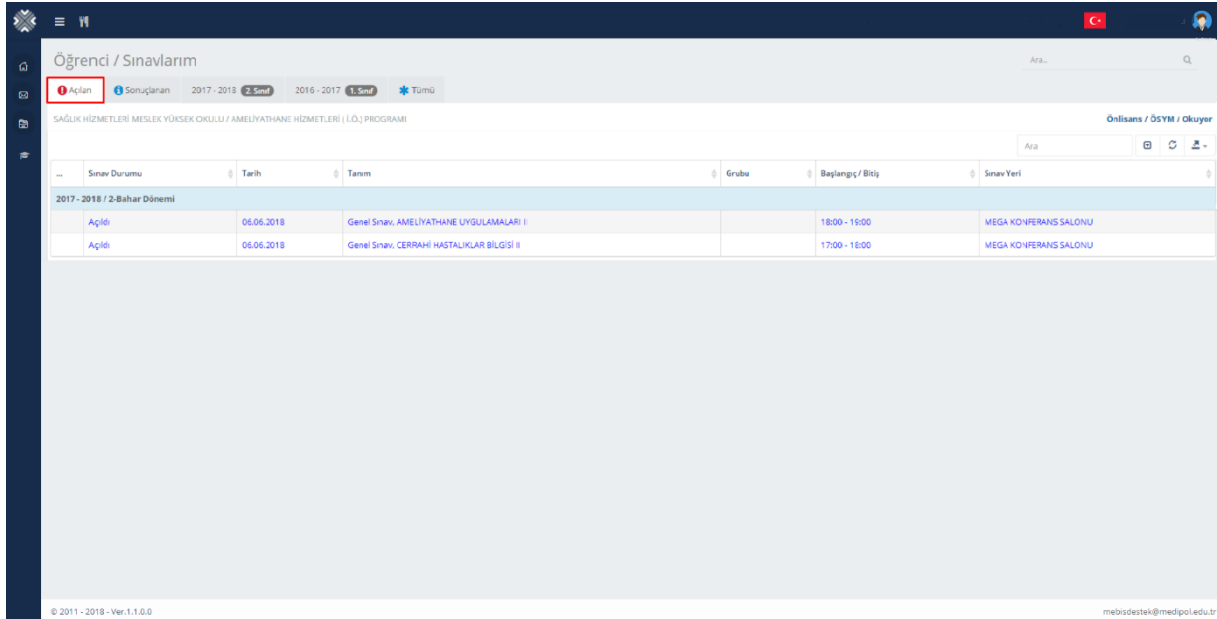 Öğrenci / Sınavlarım
Ara..
Açılan Sonuçlanan 2017 - 2018 2. Sınıf 2016 - 2017 1. Sınıf Tümü
SAĞLIK HİZMETLERİ MESLEK YÜKSEK OKULU / AMELİYATHANE HİZMETLERİ ( İ.Ö.) PROGRAMI Önlisans / ÖSYM / Okuyor
Ara
... Sınav Durumu Tarih Tanım Grubu Başlangıç / Bitiş Sınav Yeri
2017 - 2018 / 2-Bahar Dönemi
Açıldı 06.06.2018 Genel Sınav, AMELİYATHANE UYGULAMALARI II 18:00 - 19:00 MEGA KONFERANS SALONU
Açıldı 06.06.2018 Genel Sınav, CERRAHİ HASTALIKLAR BİLGİSİ II 17:00 - 18:00 MEGA KONFERANS SALONU
© 2011 - 2018 - Ver.1.1.0.0 mebisdestek@medipol.edu.tr